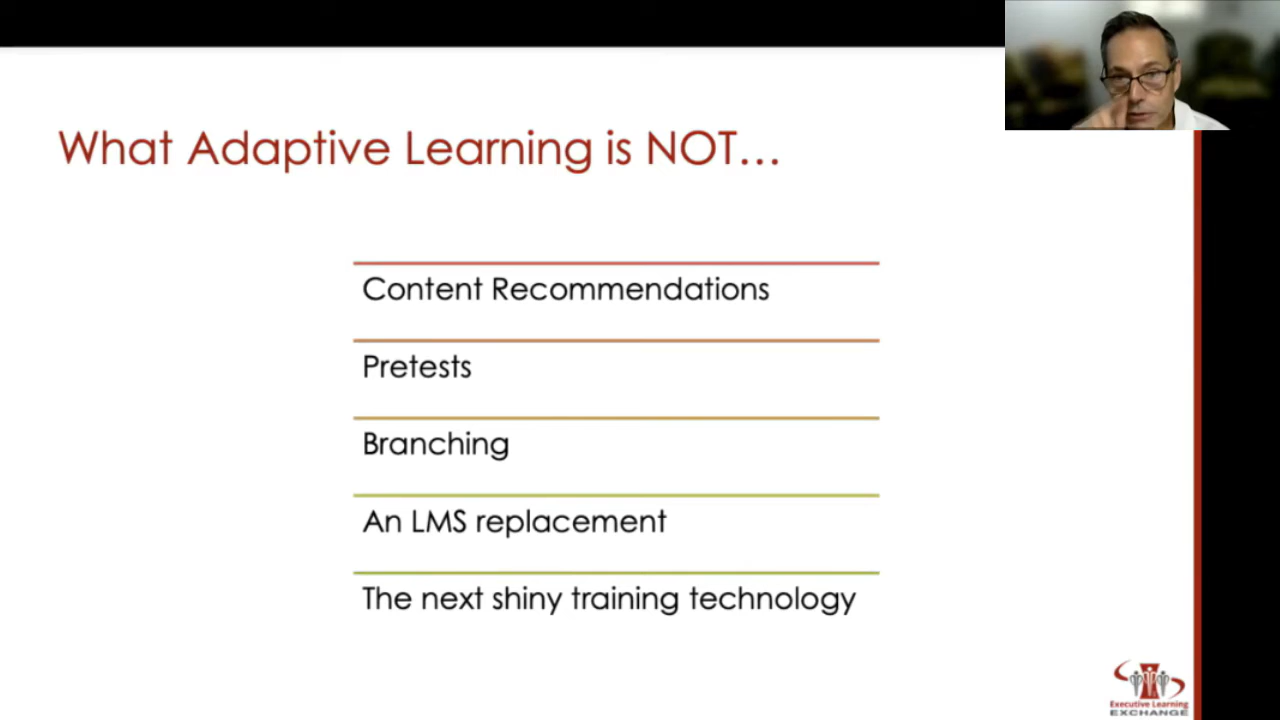 What Adaptive Learning is NOT...
Content Recommendations
Pretests
Branching
An LMS replacement
The next shiny training technology
Executive Learning
EXCHANGE